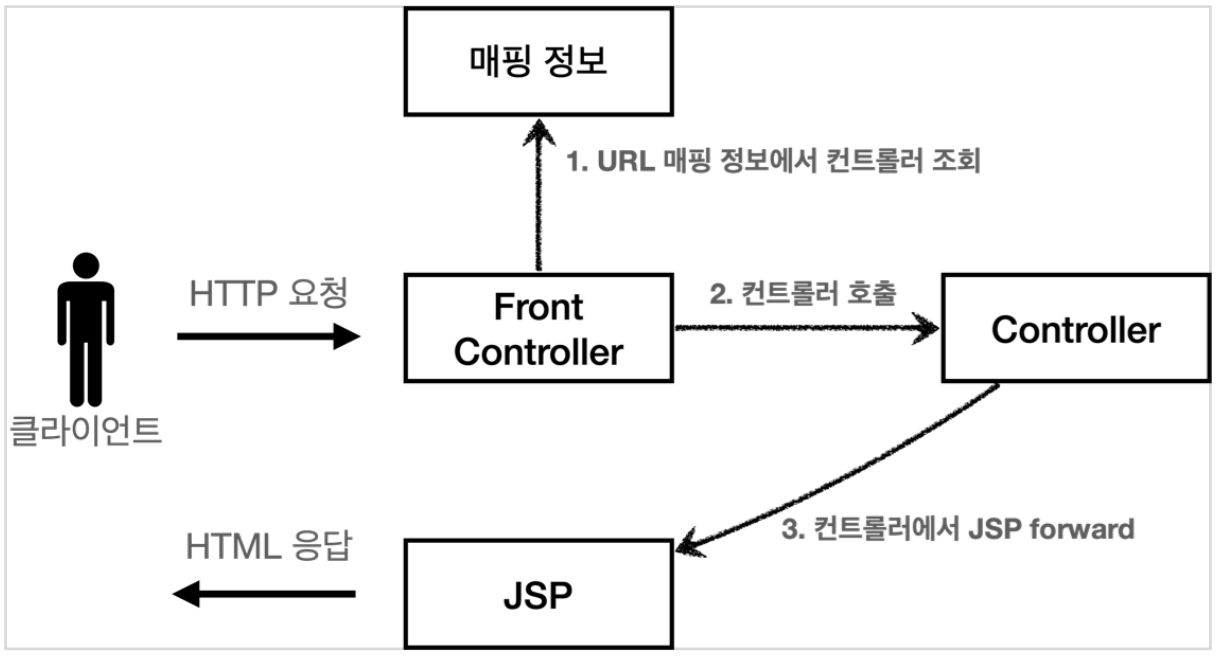 매핑 정보
1. URL 매핑 정보에서 컨트롤러 조회
HTTP 요청
Front
Controller
2. 컨트롤러 호출
Controller
클라이언트
3. 컨트롤러에서 JSP forward
HTML 응답
JSP